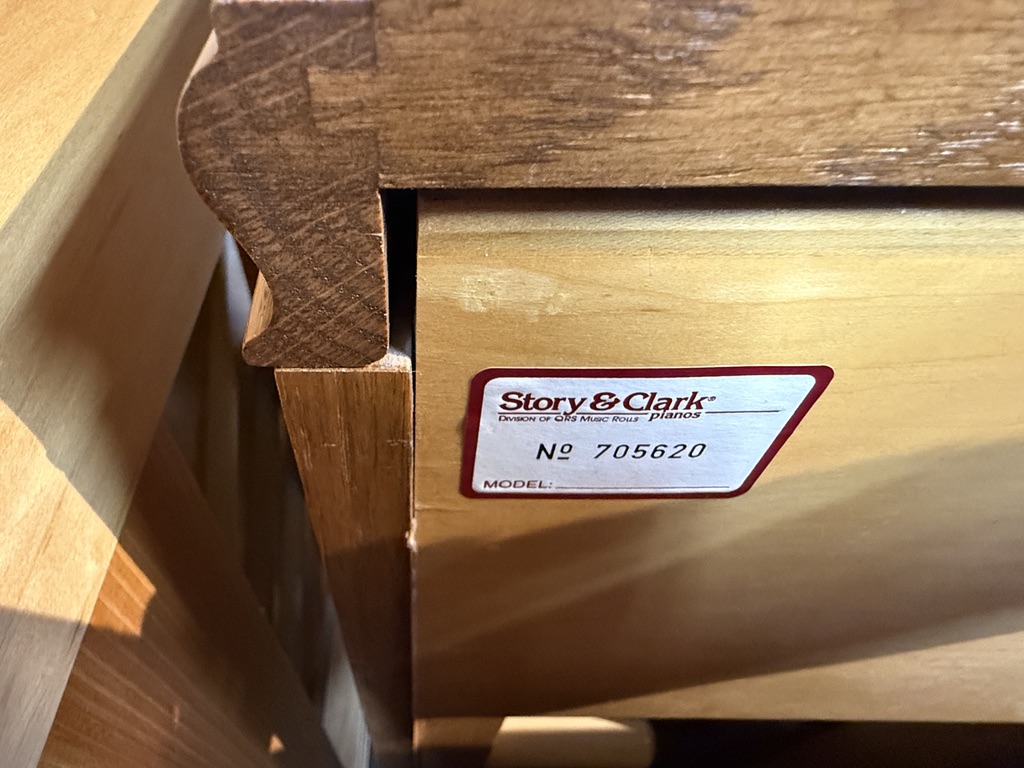 Story & Clark®
Division of QRS Music Rolls pianos
Nº 705620
MODEL: